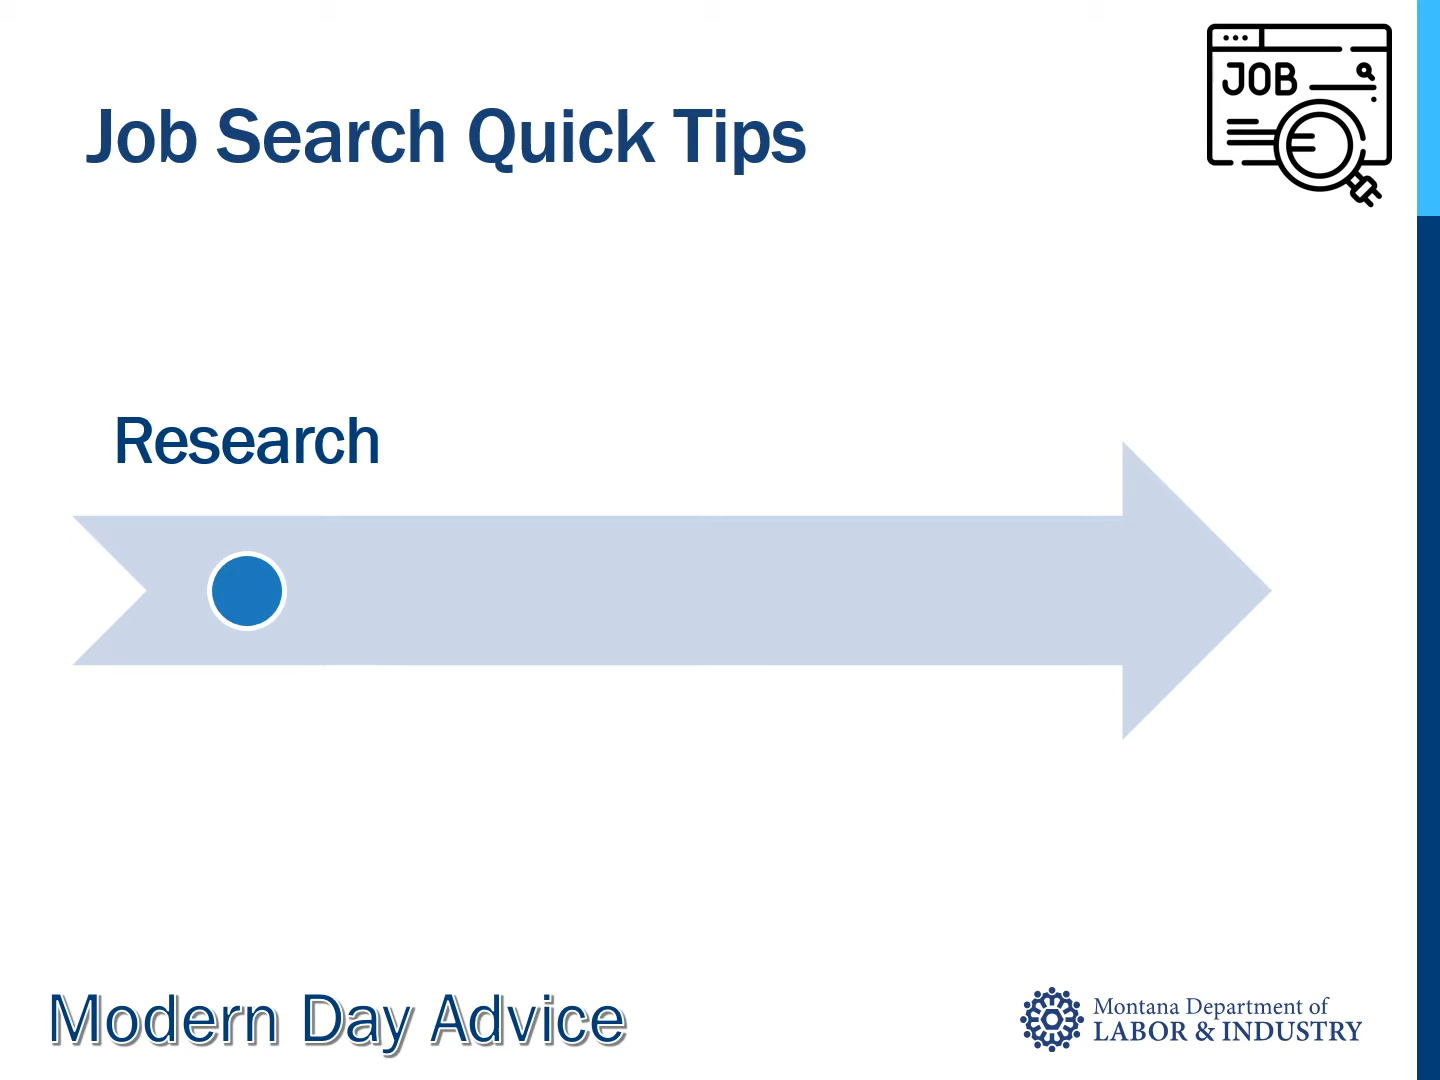 JOB
Job Search Quick Tips
Research
Modern Day Advice
Montana Department of
LABOR & INDUSTRY